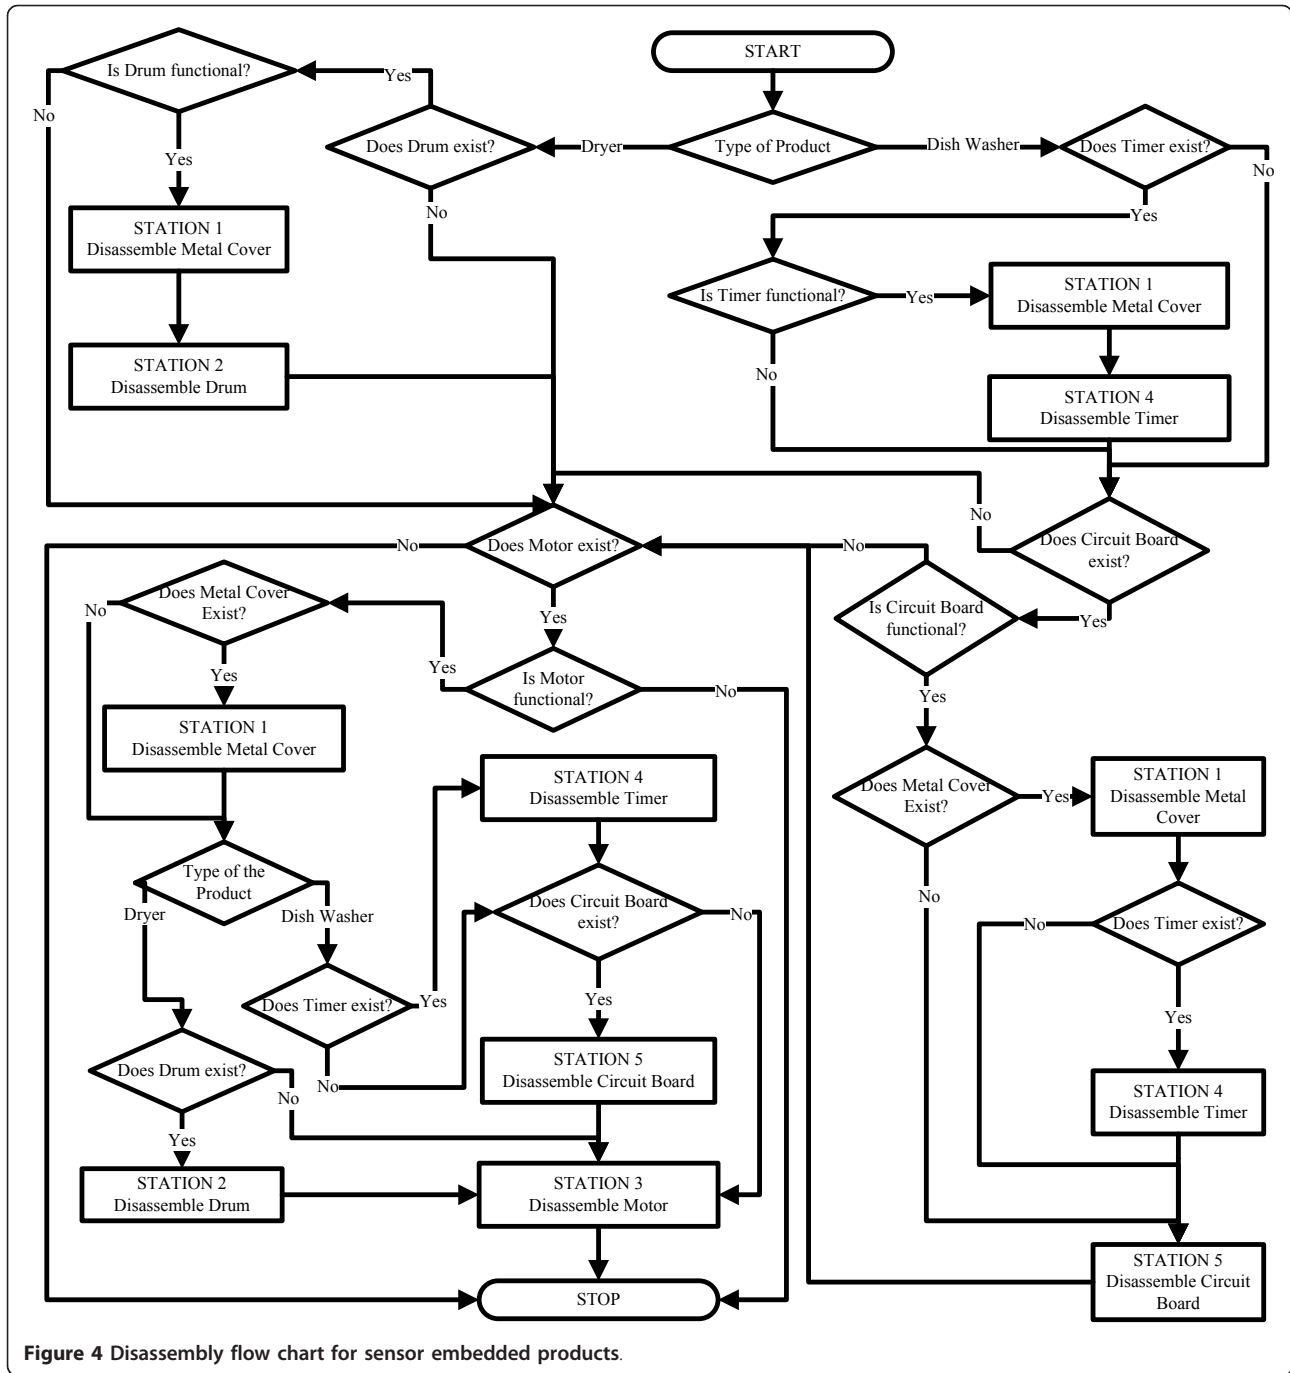 START
Is Drum functional?
Yes
No
Does Drum exist?
Dryer
Type of Product
Dish Washer
Does Timer exist?
No
Yes
No
Yes
STATION 1
Disassemble Metal Cover
Is Timer functional?
Yes
STATION 1
Disassemble Metal Cover
STATION 2
Disassemble Drum
No
STATION 4
Disassemble Timer
No
No
Does Motor exist?
No
Does Circuit Board
exist?
Does Metal Cover
Exist?
No
Yes
Is Circuit Board
functional?
Yes
Yes
Yes
Is Motor
functional?
No
Yes
STATION 1
Disassemble Metal Cover
STATION 4
Disassemble Timer
Does Metal Cover
Exist?
Yes
STATION 1
Disassemble Metal
Cover
Type of the
Product
Dryer
Dish Washer
Does Circuit Board
exist?
No
No
No
Does Timer exist?
Does Timer exist?
Yes
Yes
Yes
Does Drum exist?
No
No
STATION 5
Disassemble Circuit Board
STATION 4
Disassemble Timer
Yes
STATION 2
Disassemble Drum
STATION 3
Disassemble Motor
STATION 5
Disassemble Circuit
Board
STOP
Figure 4 Disassembly flow chart for sensor embedded products.